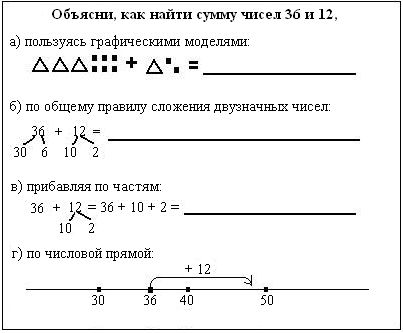 Объясни, как найти сумму чисел 36 и 12,
а) пользуясь графическими моделями:
+ =
б) по общему правилу сложения двузначных чисел:
36 + 12 =
30 6 10 2
в) прибавляя по частям:
36 + 12 = 36 + 10 + 2 =
10 2
г) по числовой прямой:
+ 12
30 36 40 50